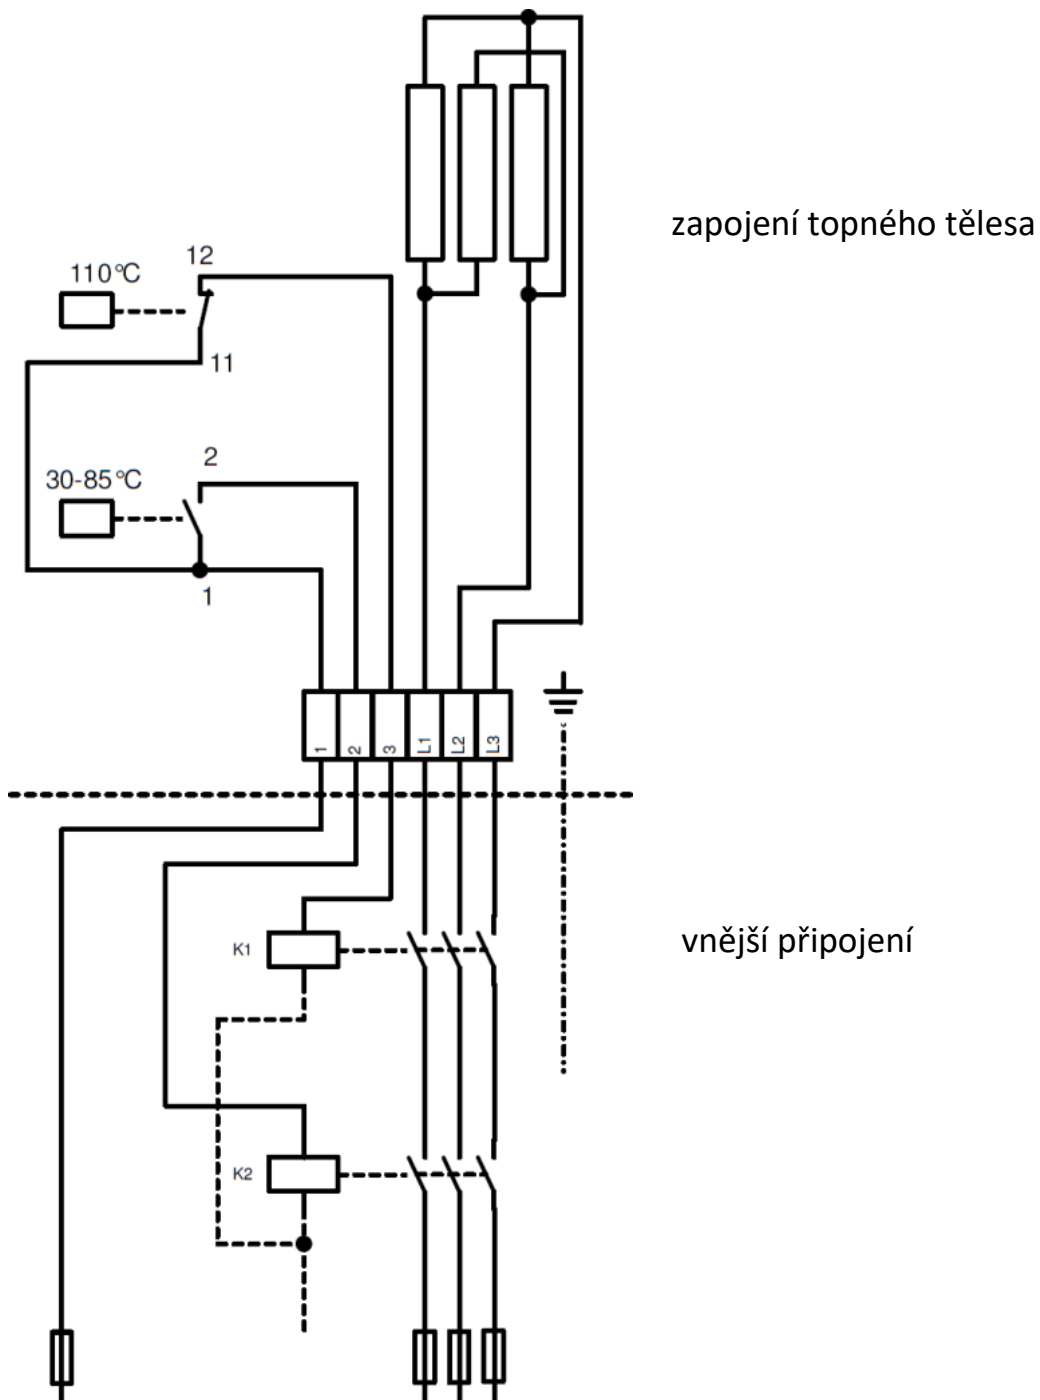 zapojení topného tělesa
12
110°C
11
2
30-85°C
1
1
2
3
L1
L2
L3
K1
vnější připojení
K2